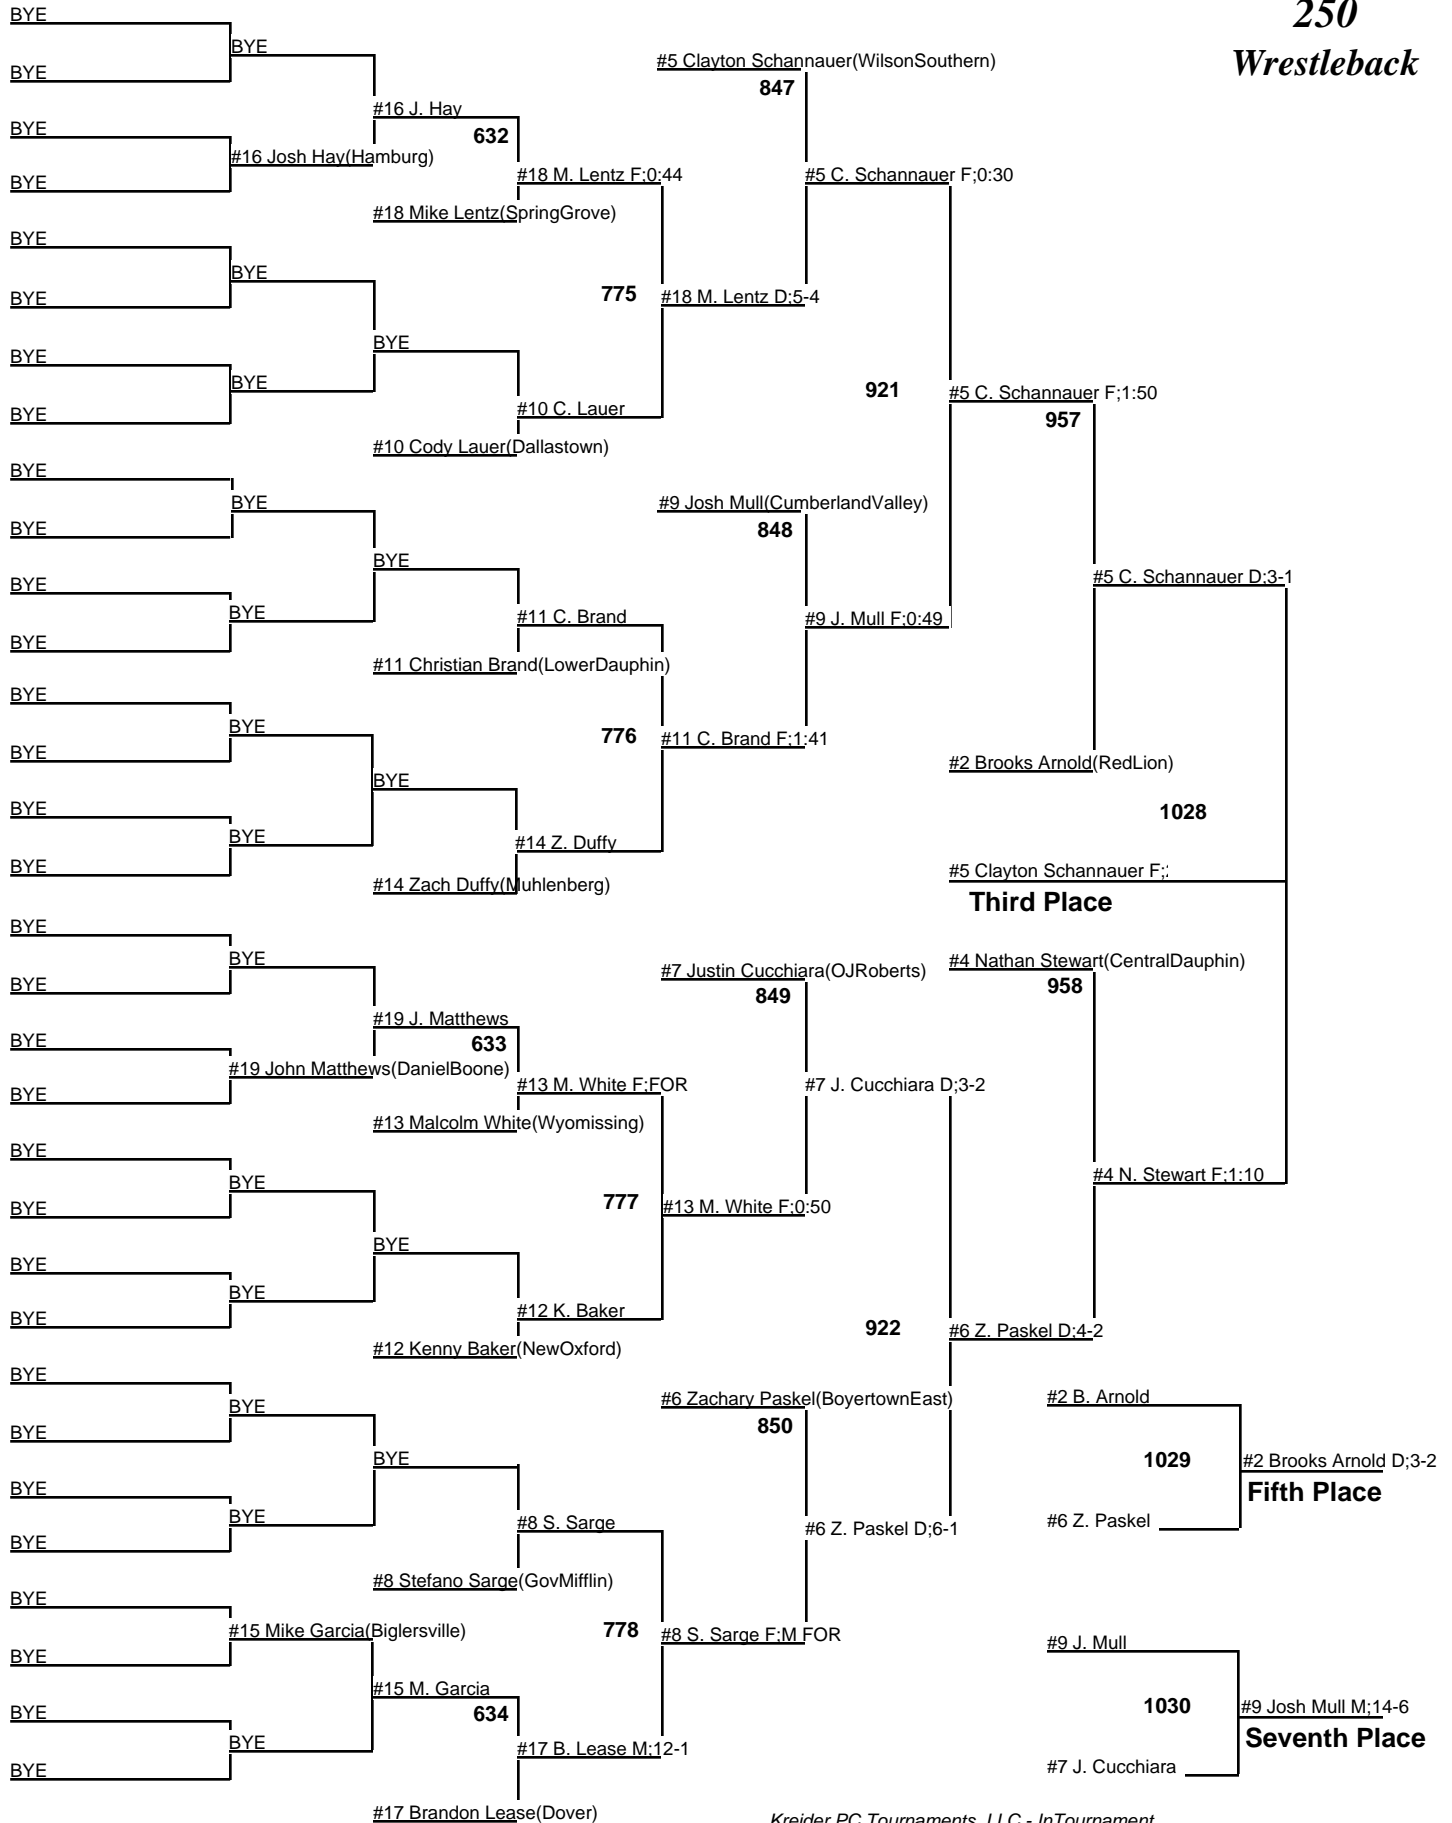 250
Wrestleback
BYE
BYE
BYE
#16 J. Hay
632
BYE
#16 Josh Hay(Hamburg)
BYE
#18 M. Lentz F;0:44
#18 Mike Lentz(SpringGrove)
BYE
BYE
BYE
775
#18 M. Lentz D;5-4
BYE
BYE
BYE
BYE
#10 C. Lauer
#10 Cody Lauer(Dallastown)
#5 Clayton Schannauer(WilsonSouthern)
847
#5 C. Schannauer F;0:30
921
#5 C. Schannauer F;1:50
957
BYE
BYE
BYE
BYE
BYE
BYE
BYE
#11 C. Brand
#11 Christian Brand(LowerDauphin)
BYE
BYE
BYE
776
#11 C. Brand F;1:41
BYE
BYE
BYE
BYE
#14 Z. Duffy
#14 Zach Duffy(Muhlenberg)
#9 Josh Mull(CumberlandValley)
848
#9 J. Mull F;0:49
#5 C. Schannauer D;3-1
#2 Brooks Arnold(RedLion)
1028
#5 Clayton Schannauer F;
Third Place
BYE
BYE
BYE
#19 J. Matthews
633
BYE
#19 John Matthews(DanielBoone)
BYE
#13 M. White F;FOR
#13 Malcolm White(Wyomissing)
BYE
BYE
BYE
777
#13 M. White F;0:50
BYE
BYE
BYE
BYE
#12 K. Baker
#12 Kenny Baker(NewOxford)
#7 Justin Cucchiara(OJRoberts)
849
#7 J. Cucchiara D;3-2
#4 Nathan Stewart(CentralDauphin)
958
#4 N. Stewart F;1:10
922
#6 Z. Paskel D;4-2
BYE
BYE
BYE
BYE
BYE
BYE
BYE
#8 S. Sarge
#8 Stefano Sarge(GovMifflin)
#6 Zachary Paskel(BoyertownEast)
850
#6 Z. Paskel D;6-1
BYE
#15 Mike Garcia(Biglersville)
BYE
778
#8 S. Sarge F;M FOR
#15 M. Garcia
634
BYE
BYE
BYE
#17 B. Lease M;12-1
#17 Brandon Lease(Dover)
#2 B. Arnold
1029
#2 Brooks Arnold D;3-2
Fifth Place
#6 Z. Paskel
#9 J. Mull
1030
#9 Josh Mull M;14-6
Seventh Place
#7 J. Cucchiara
Kreider PC Tournaments, LLC - InTournament